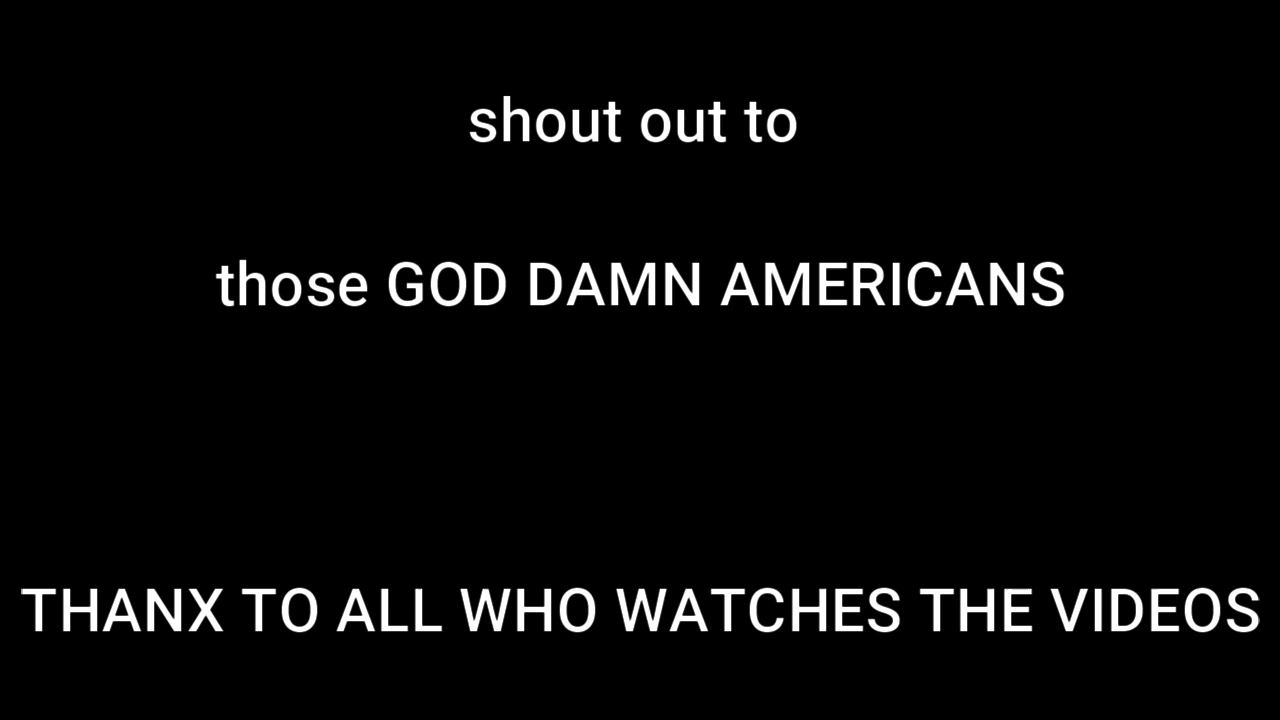 shout out to
those GOD DAMN AMERICANS
THANX TO ALL WHO WATCHES THE VIDEOS